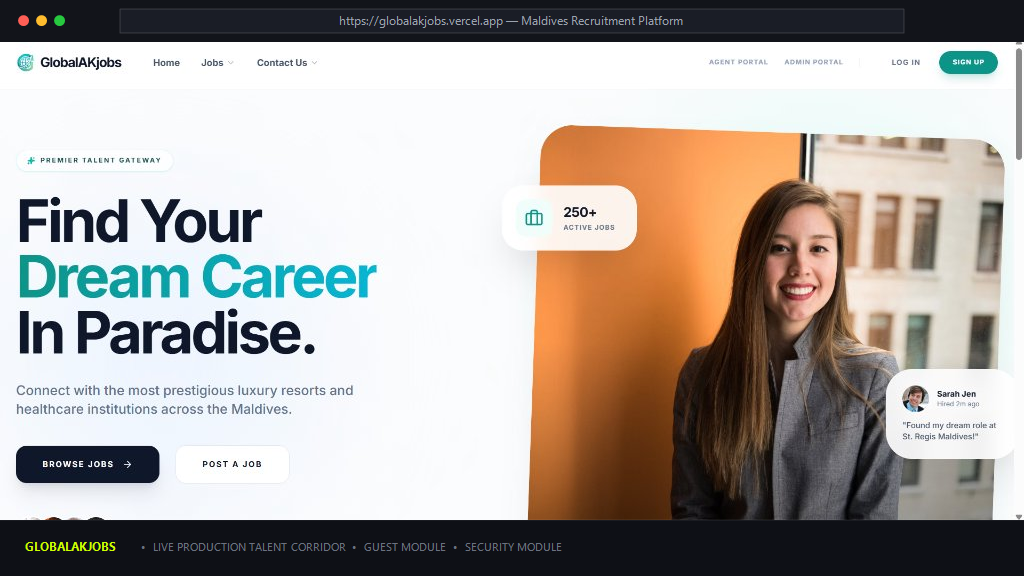 https://globalakjobs.vercel.app — Maldives Recruitment Platform
GlobalAKjobs
Home
Jobs
Contact Us
AGENT PORTAL
ADMIN PORTAL
LOG IN
SIGN UP
PREMIER TALENT GATEWAY
Find Your
Dream Career
In Paradise.
Connect with the most prestigious luxury resorts and
healthcare institutions across the Maldives.
BROWSE JOBS →
POST A JOB
250+
ACTIVE JOBS
Sarah Jen
Hired 2m ago
"Found my dream role at
St. Regis Maldives!"
GLOBALAKJOBS • LIVE PRODUCTION TALENT CORRIDOR • GUEST MODULE • SECURITY MODULE